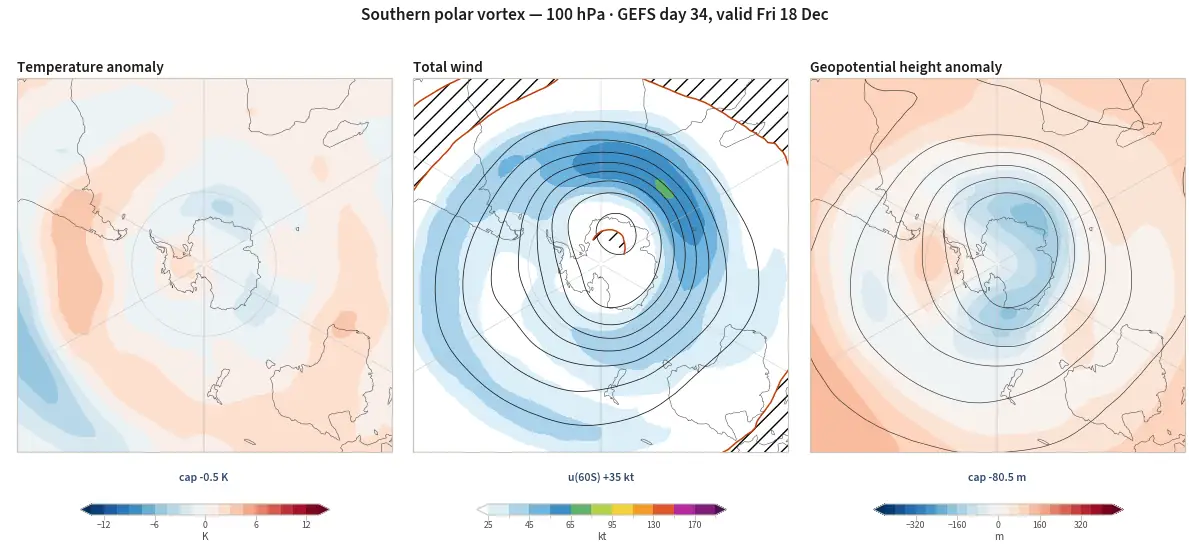 Southern polar vortex — 100 hPa · GEFS day 34, valid Fri 18 Dec
Temperature anomaly
Total wind
Geopotential height anomaly
cap -0.5 K
u(60S) +35 kt
cap -80.5 m
−12 −6 0 6 12
K
25 45 65 95 130 170
kt
−320 −160 0 160 320
m